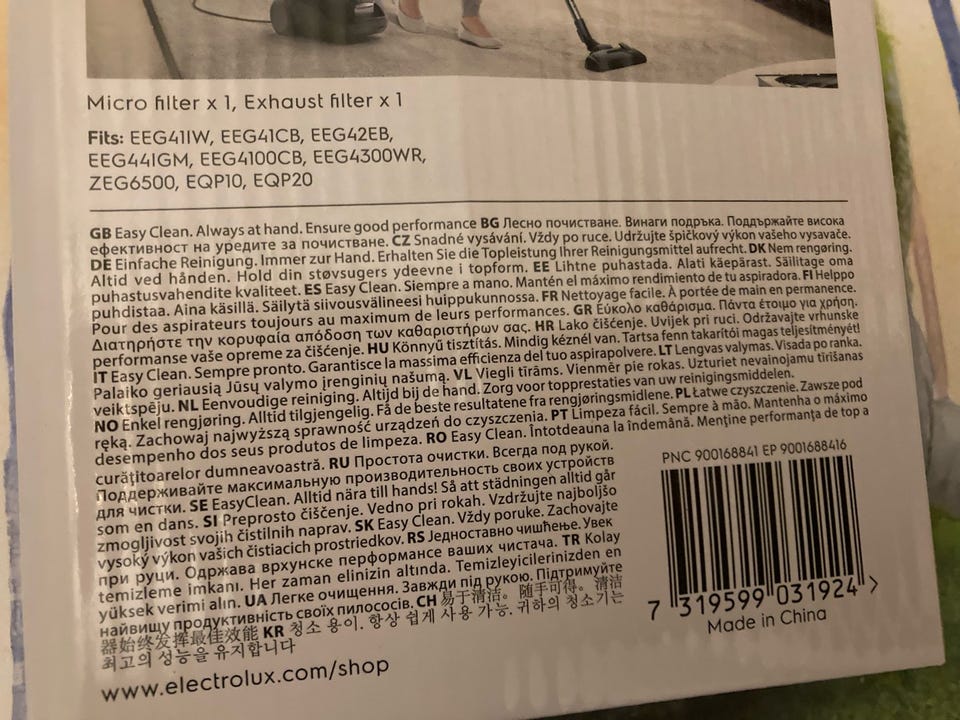 Micro filter x 1, Exhaust filter x 1
Fits: EEG41IW, EEG41CB, EEG42EB,
EEG44IGM, EEG4100CB, EEG4300WR,
ZEG6500, EQP10, EQP20
GB Easy Clean. Always at hand. Ensure good performance BG Лесно почистване. Винаги подръка. Поддържайте висока
ефективност на уредите за почистване. CZ Snadné vysávání. Vždy po ruce. Udržujte špičkový výkon vašeho vysavače.
DE Einfache Reinigung. Immer zur Hand. Erhalten Sie die Topleistung Ihrer Reinigungsmittel aufrecht. DK Nem rengøring.
Altid ved hånden. Hold din støvsugers ydeevne i topform. EE Lihtne puhastada. Alati käepärast. Säilitage oma
puhastusvahendite kvaliteet. ES Easy Clean. Siempre a mano. Mantén el máximo rendimiento de tu aspiradora. FI Helppo
puhdistaa. Aina käsillä. Säilytä siivousvälineesi huippukunnossa. FR Nettoyage facile. À portée de main en permanence.
Pour des aspirateurs toujours au maximum de leurs performances. GR Εύκολο καθάρισμα. Πάντα έτοιμο για χρήση.
Διατηρήστε την κορυφαία απόδοση των καθαριστήρων σας. HR Lako čišćenje. Uvijek pri ruci. Održavajte vrhunske
performanse vaše opreme za čišćenje. HU Könnyű tisztítás. Mindig kéznél van. Tartsa fenn takarítói magas teljesítményét!
IT Easy Clean. Sempre pronto. Garantisce la massima efficienza del tuo aspirapolvere. LT Lengvas valymas. Visada po ranka.
Palaiko geriausią Jūsų valymo įrenginių našumą. VL Viegli tīrāms. Vienmēr pie rokas. Uzturiet nevainojamu tīrīšanas
veiktspēju. NL Eenvoudige reiniging. Altijd bij de hand. Zorg voor topprestaties van uw reinigingsmiddelen.
NO Enkel rengjøring. Alltid tilgjengelig. Få de beste resultatene fra rengjøringsmidlene. PL Łatwe czyszczenie. Zawsze pod
ręką. Zachowaj najwyższą sprawność urządzeń do czyszczenia. PT Limpeza fácil. Sempre à mão. Mantenha o máximo
desempenho dos seus produtos de limpeza. RO Easy Clean. Întotdeauna la îndemână. Menține performanța de top a
curățitoarelor dumneavoastră. RU Простота очистки. Всегда под рукой.
Поддерживайте максимальную производительность своих устройств
для чистки. SE EasyClean. Alltid nära till hands! Så att städningen alltid går
som en dans. SI Preprosto čiščenje. Vedno pri rokah. Vzdržujte najboljšo
zmogljivost svojih čistilnih naprav. SK Easy Clean. Vždy poruke. Zachovajte
vysoký výkon vašich čistiacich prostriedkov. RS Једноставно чишћење. Увек
при руци. Одржава врхунске перформансе ваших чистача. TR Kolay
temizleme imkanı. Her zaman elinizin altında. Temizleyicilerinizden en
yüksek verimi alın. UA Легке очищення. Завжди під рукою. Підтримуйте
найвищу продуктивність своїх пилососів. CH 易于清洁。随手可得。清洁
器始终发挥最佳效能 KR 청소 용이. 항상 쉽게 사용 가능. 귀하의 청소기는
최고의 성능을 유지합니다
PNC 900168841 EP 9001688416
7 319599 031924 >
Made in China
www.electrolux.com/shop